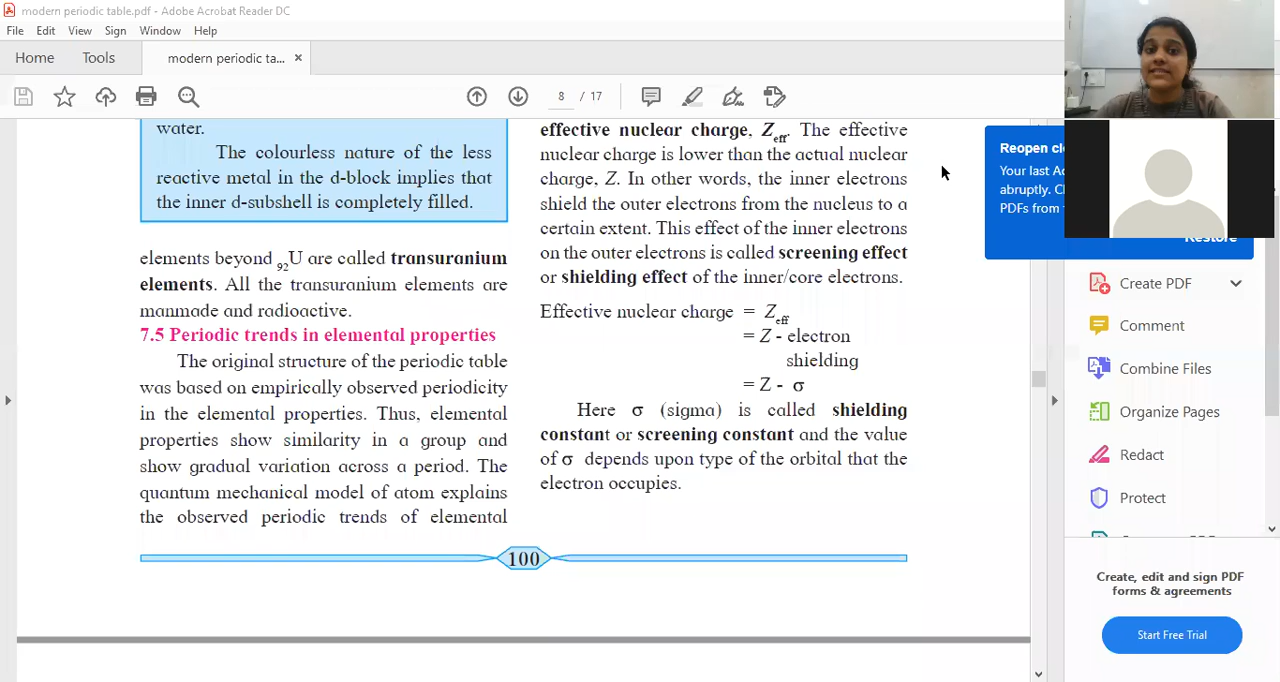 modern periodic table.pdf - Adobe Acrobat Reader DC
File Edit View Sign Window Help
Home Tools modern periodic ta... ×
8 / 17
water.
The colourless nature of the less
reactive metal in the d-block implies that
the inner d-subshell is completely filled.
elements beyond 92U are called transuranium
elements. All the transuranium elements are
manmade and radioactive.
7.5 Periodic trends in elemental properties
The original structure of the periodic table
was based on empirically observed periodicity
in the elemental properties. Thus, elemental
properties show similarity in a group and
show gradual variation across a period. The
quantum mechanical model of atom explains
the observed periodic trends of elemental
effective nuclear charge, Zeff. The effective
nuclear charge is lower than the actual nuclear
charge, Z. In other words, the inner electrons
shield the outer electrons from the nucleus to a
certain extent. This effect of the inner electrons
on the outer electrons is called screening effect
or shielding effect of the inner/core electrons.
Effective nuclear charge = Zeff
= Z - electron
shielding
= Z - σ
Here σ (sigma) is called shielding
constant or screening constant and the value
of σ depends upon type of the orbital that the
electron occupies.
100
Reopen
Your last
abruptly.
PDFs from
Restore
Create PDF
Comment
Combine Files
Organize Pages
Redact
Protect
Create, edit and sign PDF
forms & agreements
Start Free Trial